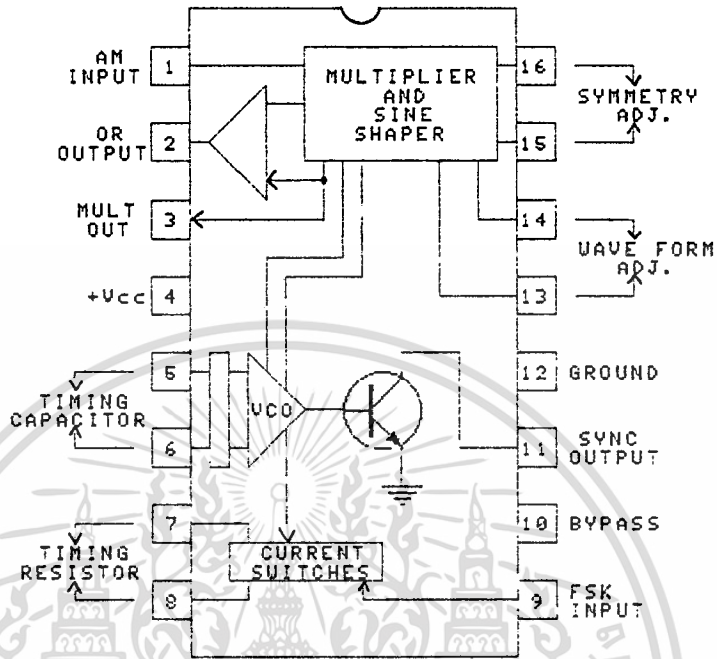 AM
INPUT
1
OR
OUTPUT
2
MULT
OUT
3
+Vcc
4
5
TIMING
CAPACITOR
6
7
TIMING
RESISTOR
8
MULTIPLIER
AND
SINE
SHAPER
VCO
CURRENT
SWITCHES
16
SYMMETRY
ADJ.
15
14
WAVE FORM
ADJ.
13
12
GROUND
11
SYNC
OUTPUT
10
BYPASS
9
FSK
INPUT